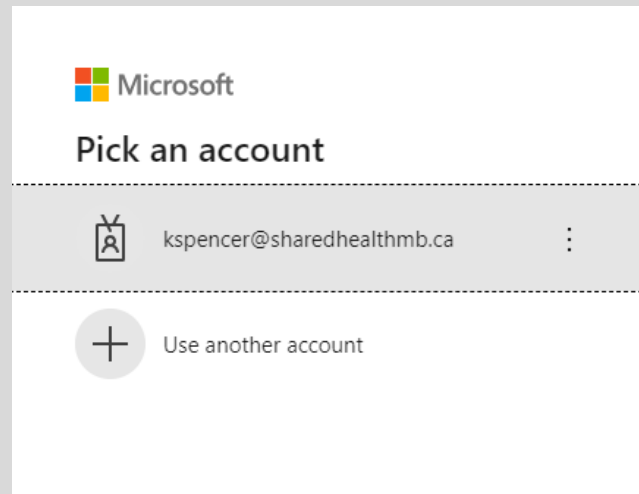 Microsoft
Pick an account
kspencer@sharedhealthmb.ca
Use another account